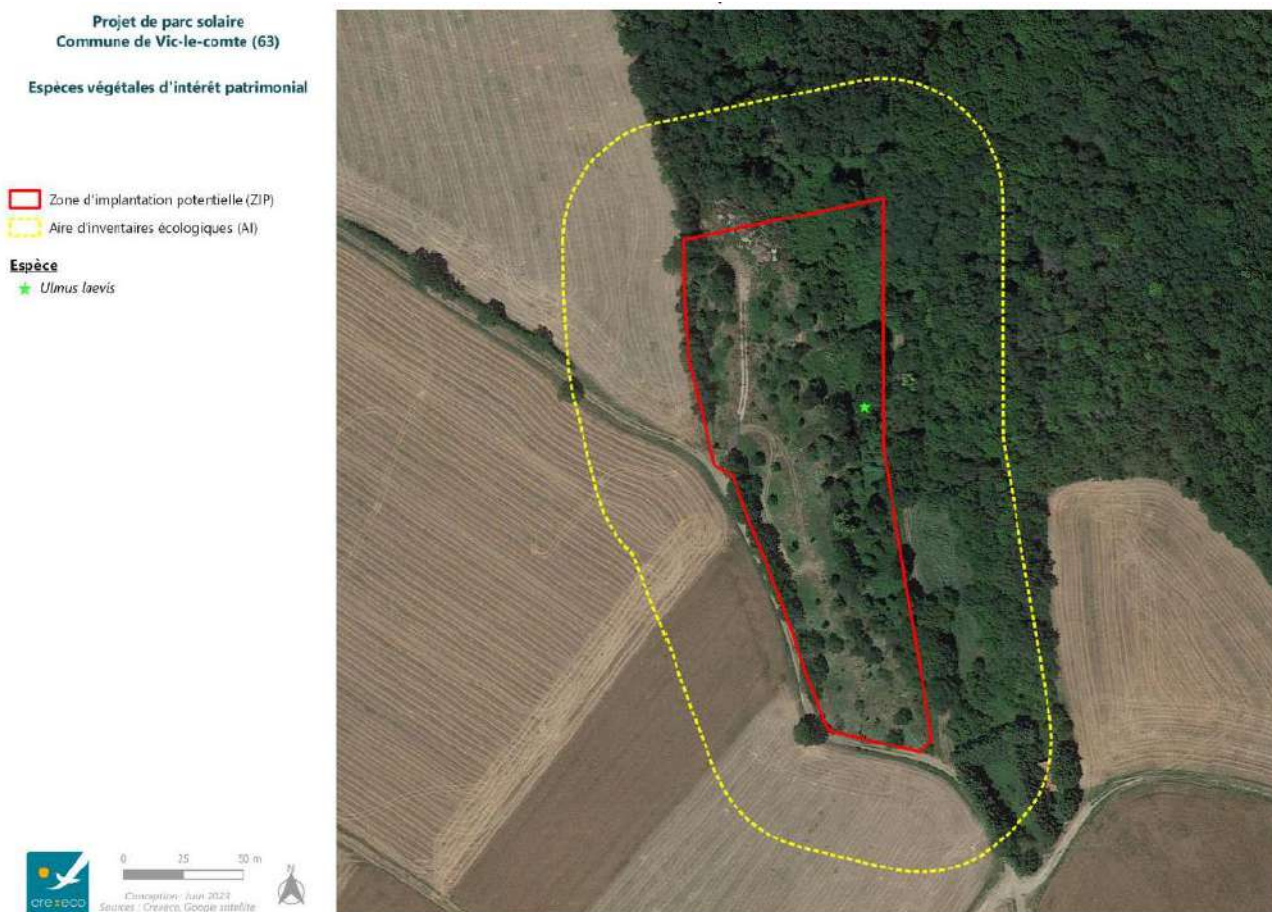 Projet de parc solaire
Commune de Vic-le-comte (63)
Espèces végétales d'intérêt patrimonial
Zone d'implantation potentielle (ZIP)
Aire d'inventaires écologiques (AI)
Espèce
Ulmus laevis
0 25 50 m
N
Conception: Juin 2023
Sources : Crexeco, Google satellite
crexeco